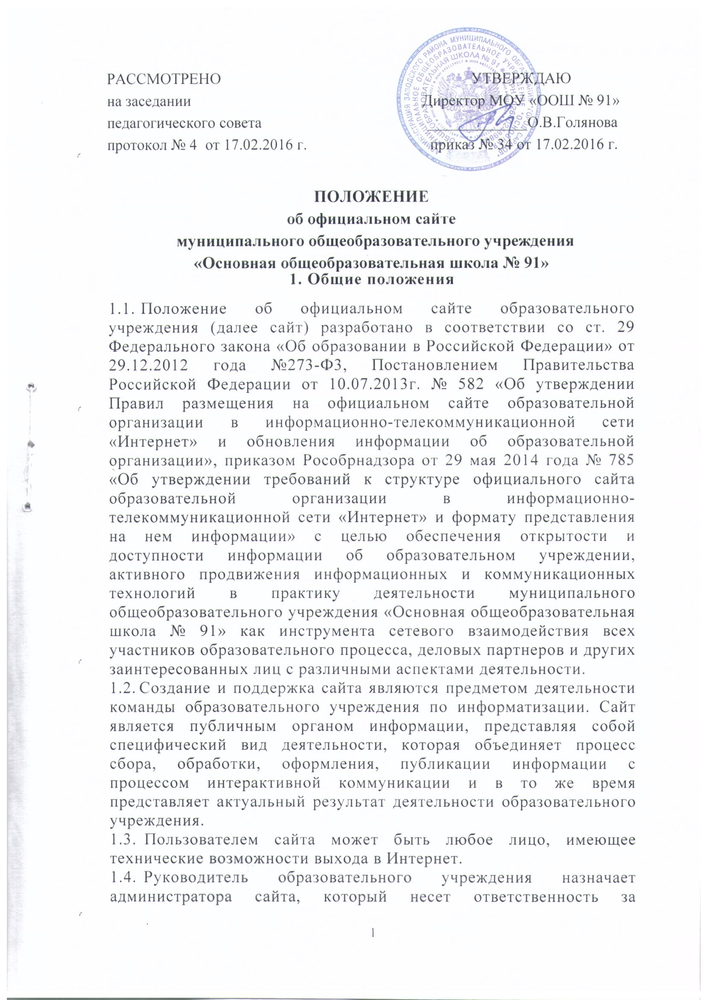 РАССМОТРЕНО
на заседании
педагогического совета
протокол № 4 от 17.02.2016 г.
УТВЕРЖДАЮ
Директор МОУ «ООШ № 91»
О.В.Голянова
приказ № 34 от 17.02.2016 г.
ПОЛОЖЕНИЕ
об официальном сайте
муниципального общеобразовательного учреждения
«Основная общеобразовательная школа № 91»
1. Общие положения
1.1. Положение об официальном сайте образовательного
учреждения (далее сайт) разработано в соответствии со ст. 29
Федерального закона «Об образовании в Российской Федерации» от
29.12.2012 года №273-ФЗ, Постановлением Правительства
Российской Федерации от 10.07.2013г. № 582 «Об утверждении
Правил размещения на официальном сайте образовательной
организации в информационно-телекоммуникационной сети
«Интернет» и обновления информации об образовательной
организации», приказом Рособрнадзора от 29 мая 2014 года № 785
«Об утверждении требований к структуре официального сайта
образовательной организации в информационно-
телекоммуникационной сети «Интернет» и формату представления
на нем информации» с целью обеспечения открытости и
доступности информации об образовательном учреждении,
активного продвижения информационных и коммуникационных
технологий в практику деятельности муниципального
общеобразовательного учреждения «Основная общеобразовательная
школа № 91» как инструмента сетевого взаимодействия всех
участников образовательного процесса, деловых партнеров и других
заинтересованных лиц с различными аспектами деятельности.
1.2. Создание и поддержка сайта являются предметом деятельности
команды образовательного учреждения по информатизации. Сайт
является публичным органом информации, представляя собой
специфический вид деятельности, которая объединяет процесс
сбора, обработки, оформления, публикации информации с
процессом интерактивной коммуникации и в то же время
представляет актуальный результат деятельности образовательного
учреждения.
1.3. Пользователем сайта может быть любое лицо, имеющее
технические возможности выхода в Интернет.
1.4. Руководитель образовательного учреждения назначает
администратора сайта, который несет ответственность за
1